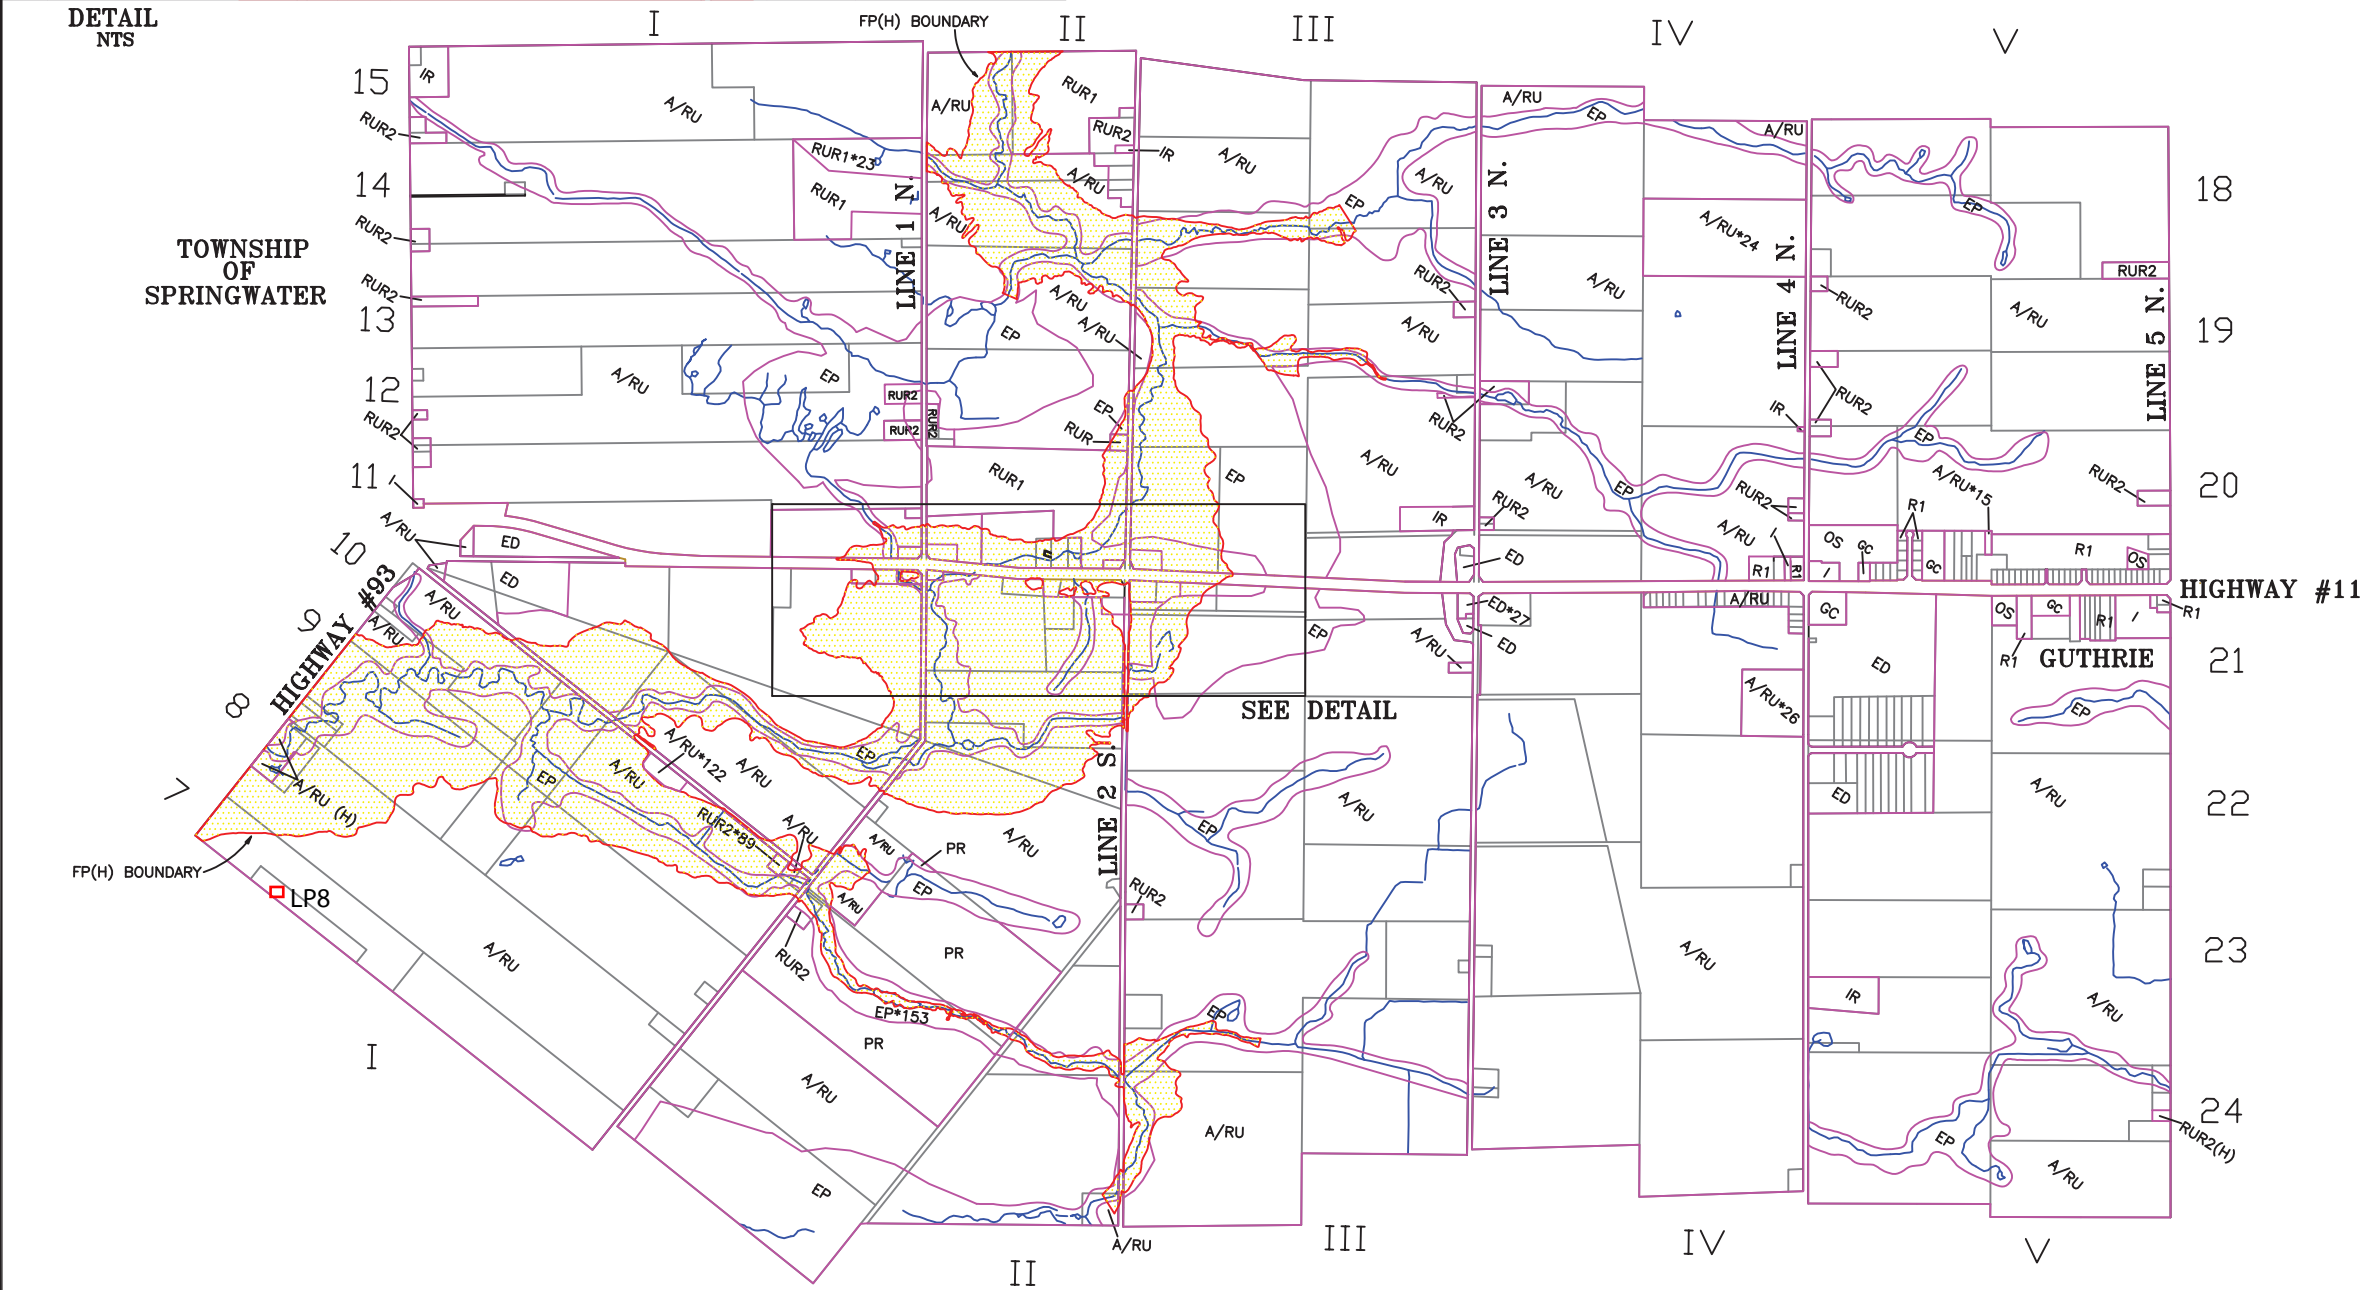 DETAIL
NTS
I
FP(H) BOUNDARY
II
III
IV
V
15
IR
A/RU
A/RU
RUR1
A/RU
EP
A/RU
RUR2
RUR2
RUR1*23
IR
A/RU
A/RU
A/RU
14
RUR1
LINE 1 N.
LINE 3 N.
EP
EP
18
RUR2
A/RU
A/RU*24
TOWNSHIP
OF
SPRINGWATER
LINE 4 N.
RUR2
RUR2
A/RU
A/RU
RUR2
RUR2
LINE 5 N.
13
EP
A/RU
A/RU
A/RU
19
12
A/RU
EP
RUR2
RUR2
RUR2
EP
RUR
RUR2
IR
RUR2
EP
RUR2
11
I
RUR1
EP
A/RU
A/RU
EP
A/RU*15
RUR2
20
RUR2
RUR2
IR
R1
A/RU
10
A/RU
ED
ED
A/RU
I
OS
GC
GC
R1
OS
ED
R1
R1
I
HIGHWAY #11
HIGHWAY #93
A/RU
ED*27
A/RU
GC
OS
GC
R1
I
R1
9
A/RU
EP
ED
A/RU
ED
R1
GUTHRIE
21
8
A/RU*26
SEE DETAIL
EP
A/RU*122
A/RU
EP
LINE 2 S.
7
EP
A/RU
A/RU
ED
A/RU
22
A/RU (H)
RUR2*89
A/RU
EP
FP(H) BOUNDARY
A/RU
PR
A/RU
LP8
EP
RUR2
A/RU
A/RU
RUR2
PR
A/RU
23
IR
A/RU
EP*153
EP
I
PR
A/RU
A/RU
EP
24
RUR2(H)
EP
A/RU
A/RU
II
III
IV
V